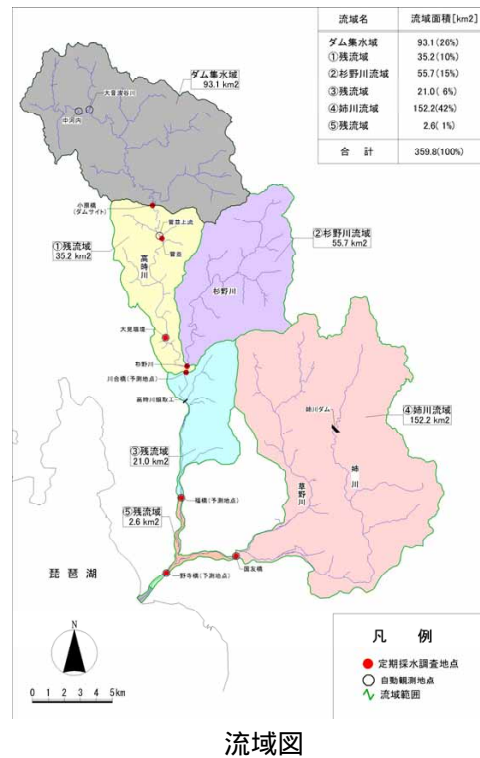 流域名 流域面積[km2]
ダム集水域 93.1(26%)
①残流域 35.2(10%)
②杉野川流域 55.7(15%)
③残流域 21.0( 6%)
④姉川流域 152.2(42%)
⑤残流域 2.6( 1%)
合 計 359.8(100%)
ダム集水域
93.1 km2
中河内
小原橋
(ダムサイト)
菅並
①残流域
35.2 km2
高時川
②杉野川流域
55.7 km2
杉野川
杉野川
川合橋(予測地点)
高時川頭取工
姉川ダム
④姉川流域
152.2 km2
姉川
草野川
③残流域
21.0 km2
福橋(予測地点)
⑤残流域
2.6 km2
国友橋
琵琶湖
野寺橋(予測地点)
N
0 1 2 3 4 5km
凡 例
定期採水調査地点
自動観測地点
流域範囲
流域図